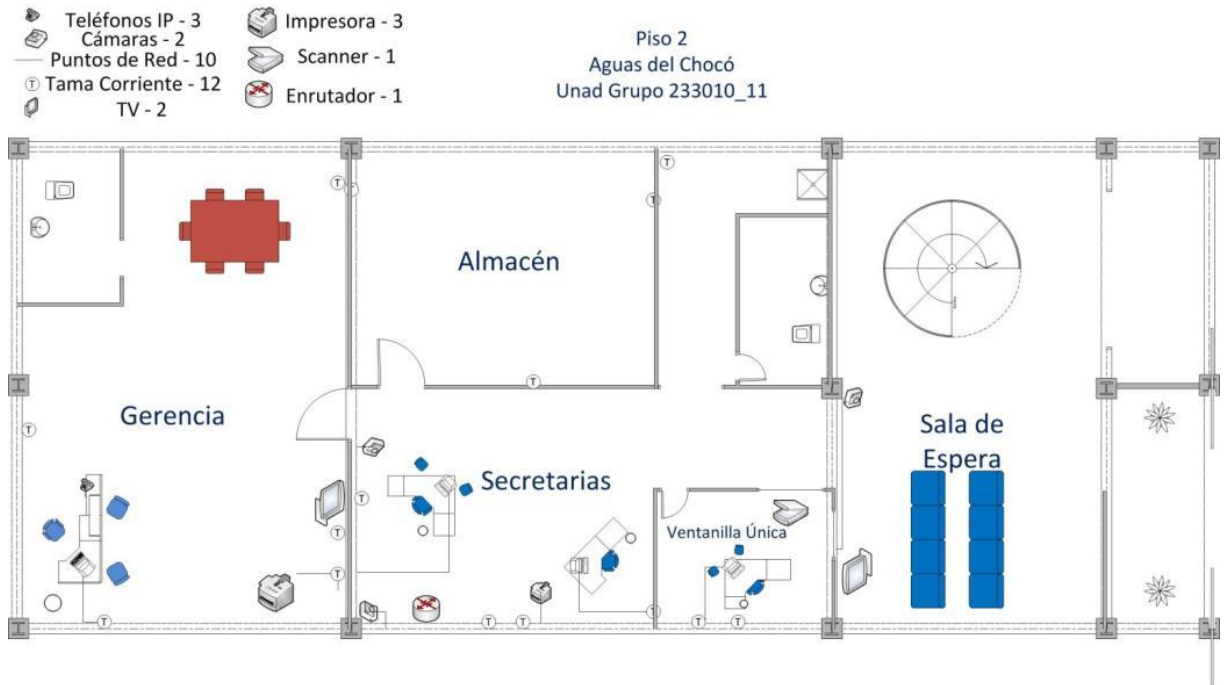 Teléfonos IP - 3
Cámaras - 2
Puntos de Red - 10
T Tama Corriente - 12
TV - 2
Impresora - 3
Scanner - 1
Enrutador - 1
Piso 2
Aguas del Chocó
Unad Grupo 233010_11
T
T
T
T
Almacén
T
Gerencia
T
Sala de
Espera
Secretarias
T
T
Ventanilla Única
T
T
T
T
T
T
T